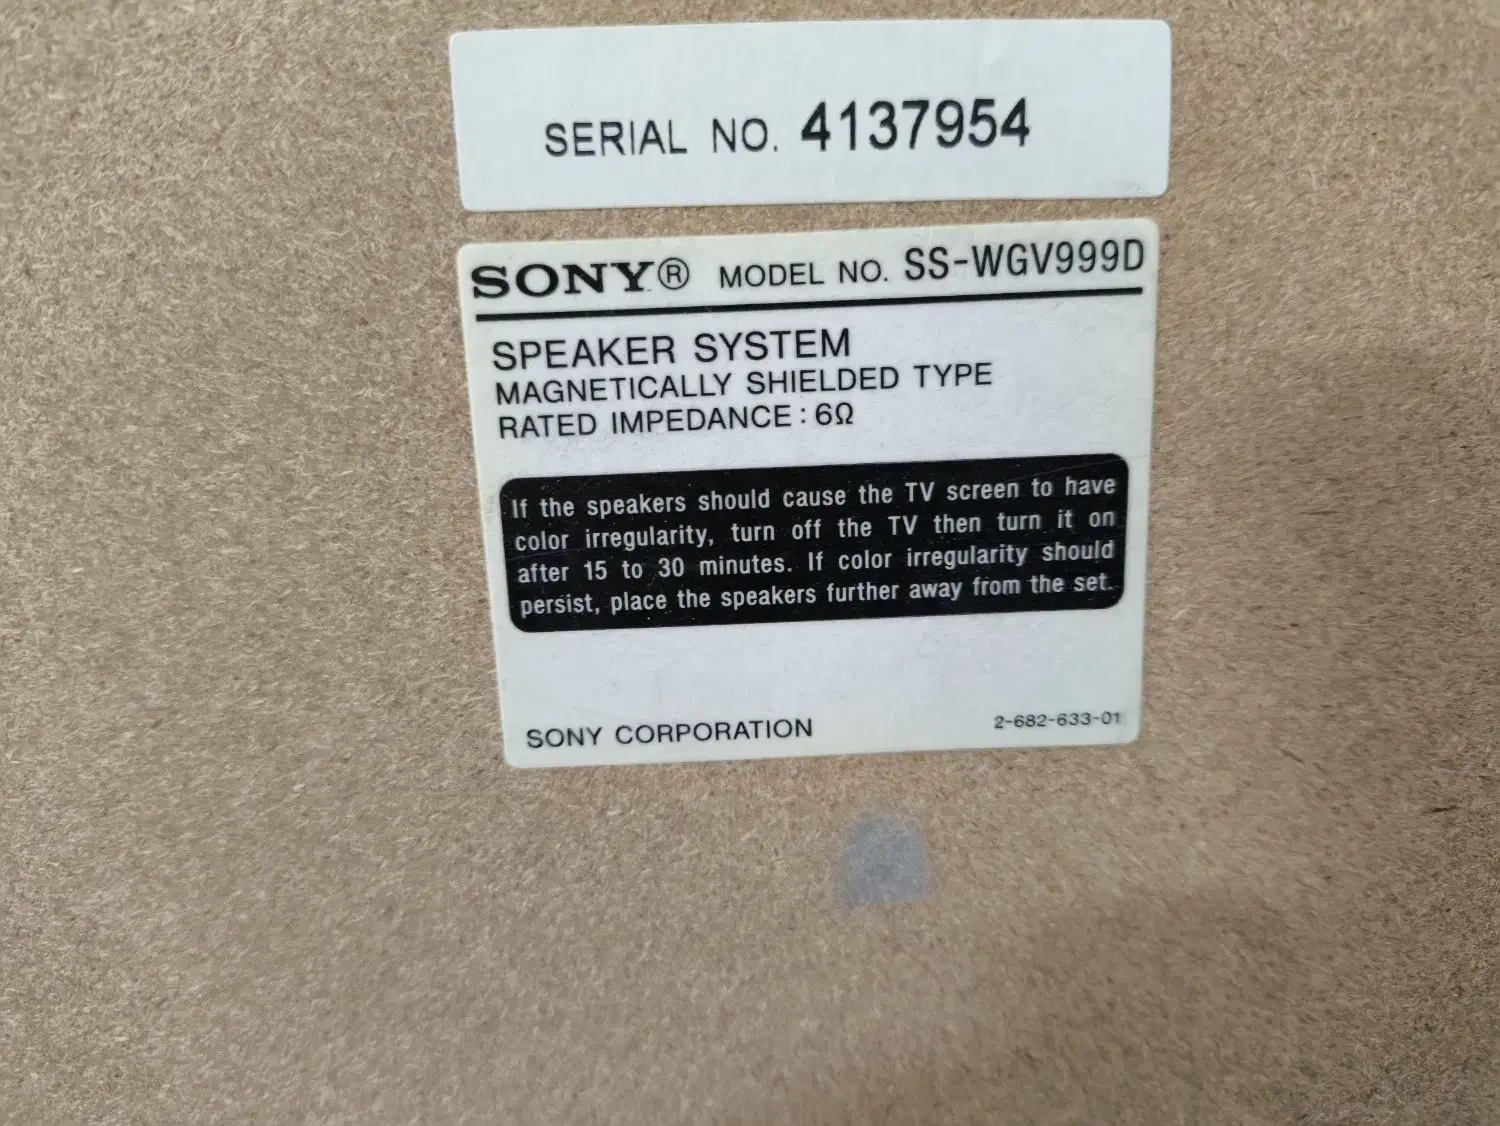 SERIAL NO. 4137954
SONY® MODEL NO. SS-WGV999D
SPEAKER SYSTEM
MAGNETICALLY SHIELDED TYPE
RATED IMPEDANCE : 6Ω
If the speakers should cause the TV screen to have
color irregularity, turn off the TV then turn it on
after 15 to 30 minutes. If color irregularity should
persist, place the speakers further away from the set.
SONY CORPORATION 2-682-633-01